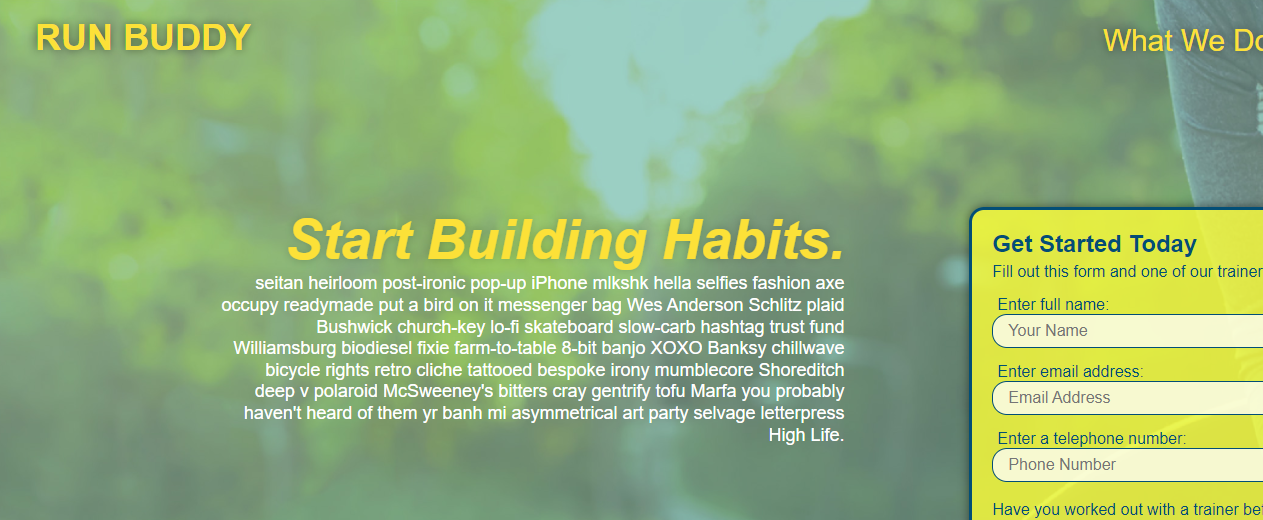 RUN BUDDY
What We Do
Start Building Habits.
seitan heirloom post-ironic pop-up iPhone mlkshk hella selfies fashion axe
occupy readymade put a bird on it messenger bag Wes Anderson Schlitz plaid
Bushwick church-key lo-fi skateboard slow-carb hashtag trust fund
Williamsburg biodiesel fixie farm-to-table 8-bit banjo XOXO Banksy chillwave
bicycle rights retro cliche tattooed bespoke irony mumblecore Shoreditch
deep v polaroid McSweeney's bitters cray gentrify tofu Marfa you probably
haven't heard of them yr banh mi asymmetrical art party selvage letterpress
High Life.
Get Started Today
Fill out this form and one of our trainer
Enter full name:
Your Name
Enter email address:
Email Address
Enter a telephone number:
Phone Number
Have you worked out with a trainer